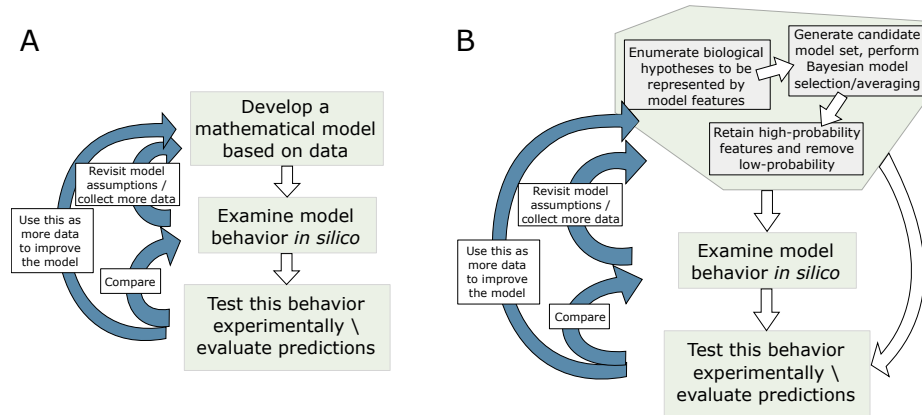 A
Develop a
mathematical model
based on data
Revisit model
assumptions /
collect more data
Use this as
more data
to improve
the model
Examine model
behavior in silico
Compare
Test this behavior
experimentally \
evaluate predictions
B
Enumerate biological
hypotheses to be
represented by
model features
Generate candidate
model set, perform
Bayesian model
selection/averaging
Retain high-probability
features and remove
low-probability
Revisit model
assumptions /
collect more data
Use this as
more data
to improve
the model
Examine model
behavior in silico
Compare
Test this behavior
experimentally \
evaluate predictions